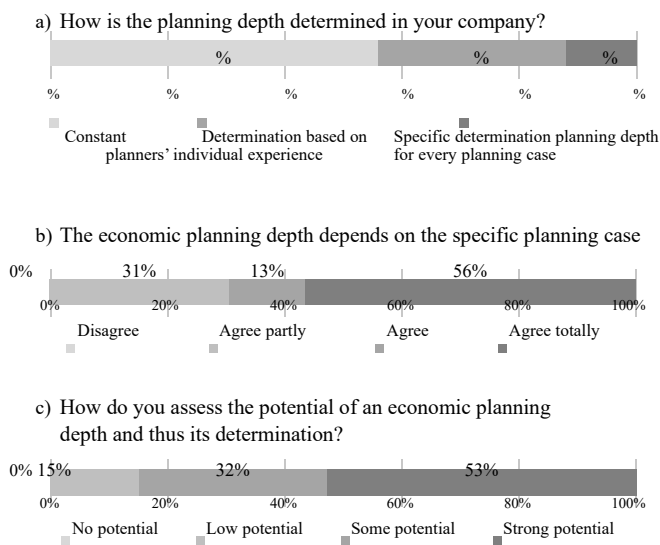 a) How is the planning depth determined in your company?
% % %
% % % % % %
Constant Determination based on Specific determination planning depth
planners’ individual experience for every planning case
b) The economic planning depth depends on the specific planning case
0% 31% 13% 56%
0% 20% 40% 60% 80% 100%
Disagree Agree partly Agree Agree totally
c) How do you assess the potential of an economic planning
depth and thus its determination?
0% 15% 32% 53%
0% 20% 40% 60% 80% 100%
No potential Low potential Some potential Strong potential